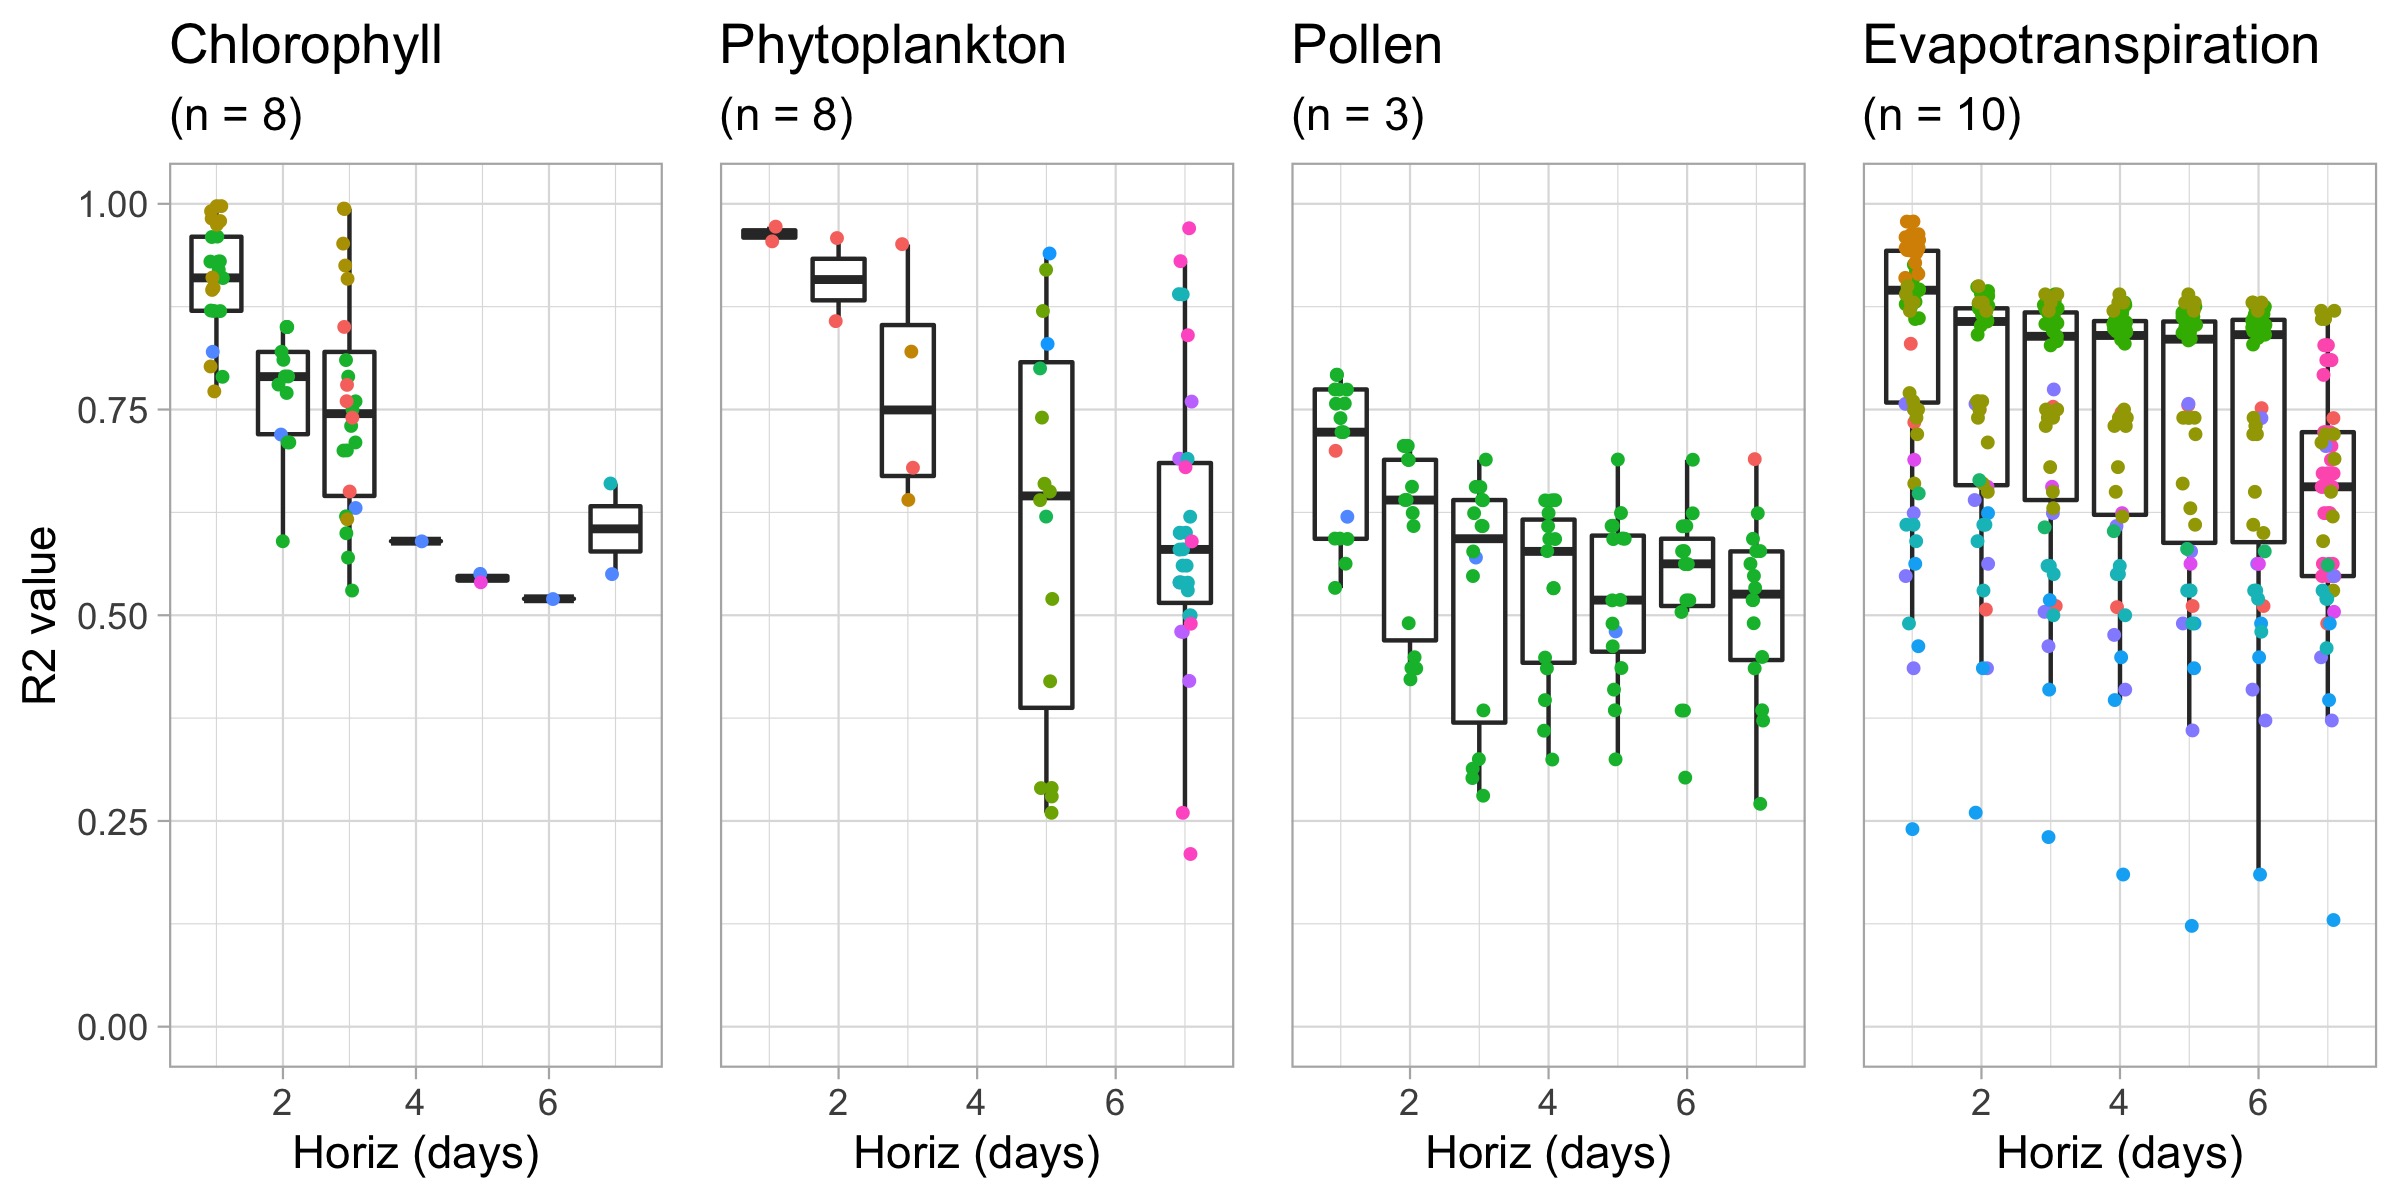 Chlorophyll
(n = 8)
Phytoplankton
(n = 8)
Pollen
(n = 3)
Evapotranspiration
(n = 10)
R2 value
1.00
0.75
0.50
0.25
0.00
2 4 6
Horiz (days)
2 4 6
Horiz (days)
2 4 6
Horiz (days)
2 4 6
Horiz (days)